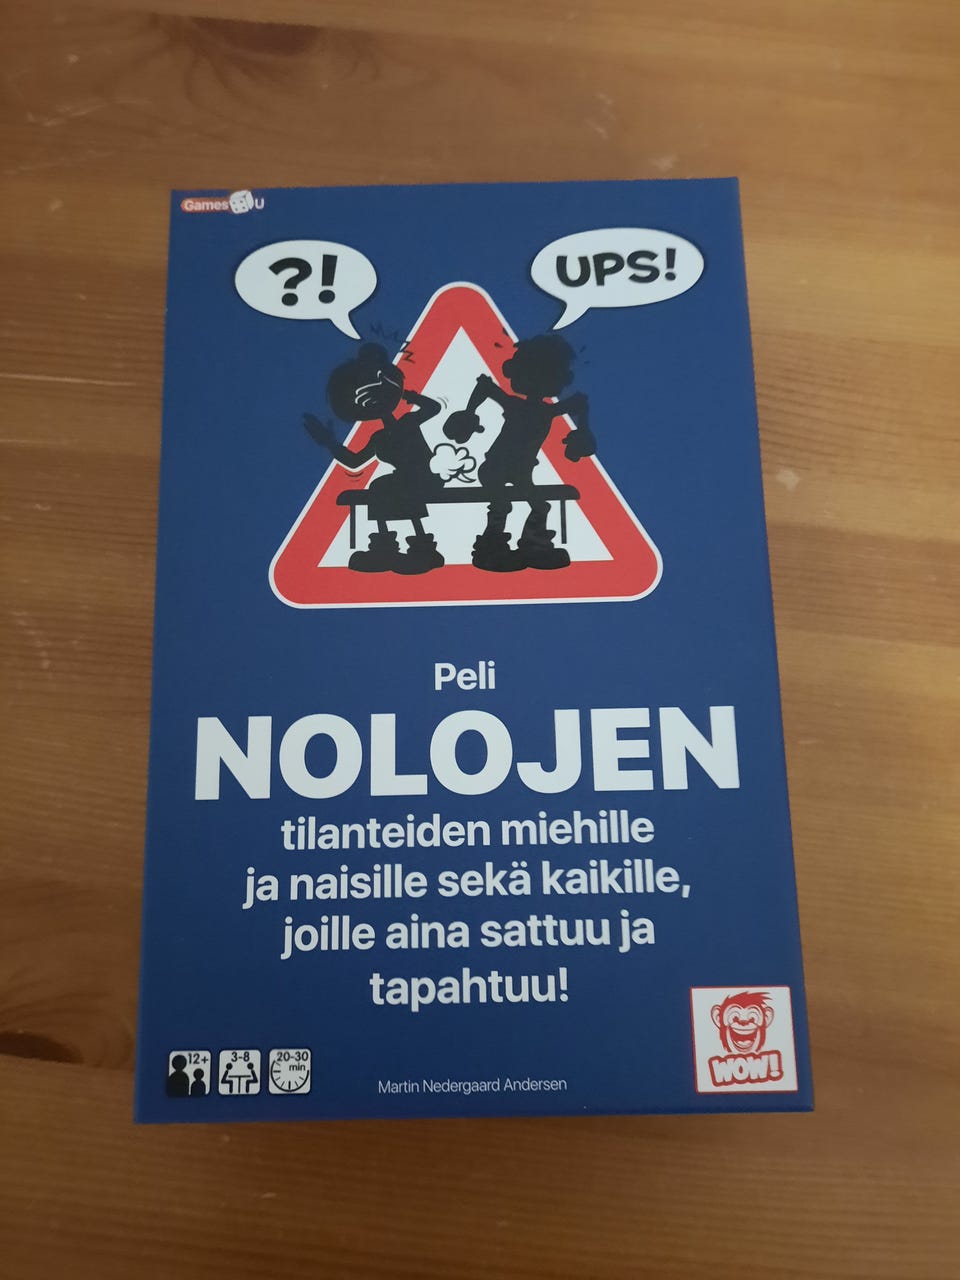 Games U
?!
UPS!
Peli
NOLOJEN
tilanteiden miehille
ja naisille sekä kaikille,
joille aina sattuu ja
tapahtuu!
12+
3-8
20-30
min
Martin Nedergaard Andersen
WOW!